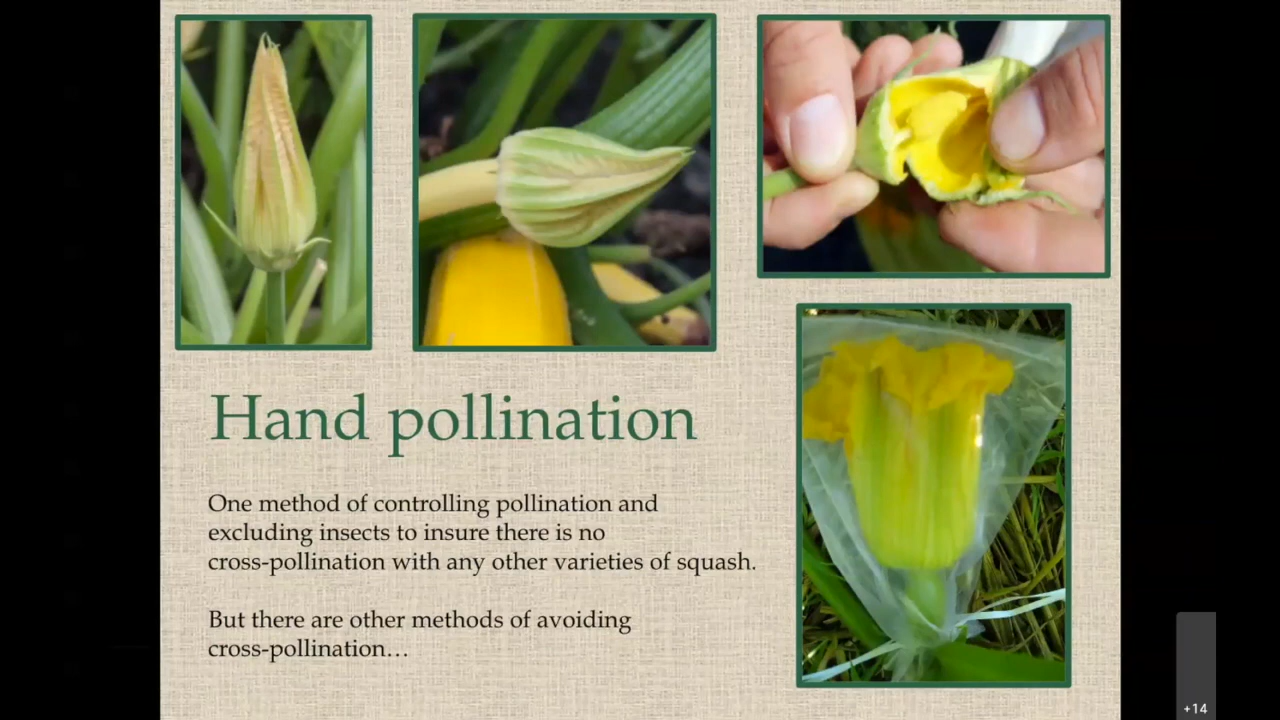 Hand pollination
One method of controlling pollination and
excluding insects to insure there is no
cross-pollination with any other varieties of squash.
But there are other methods of avoiding
cross-pollination…
+14